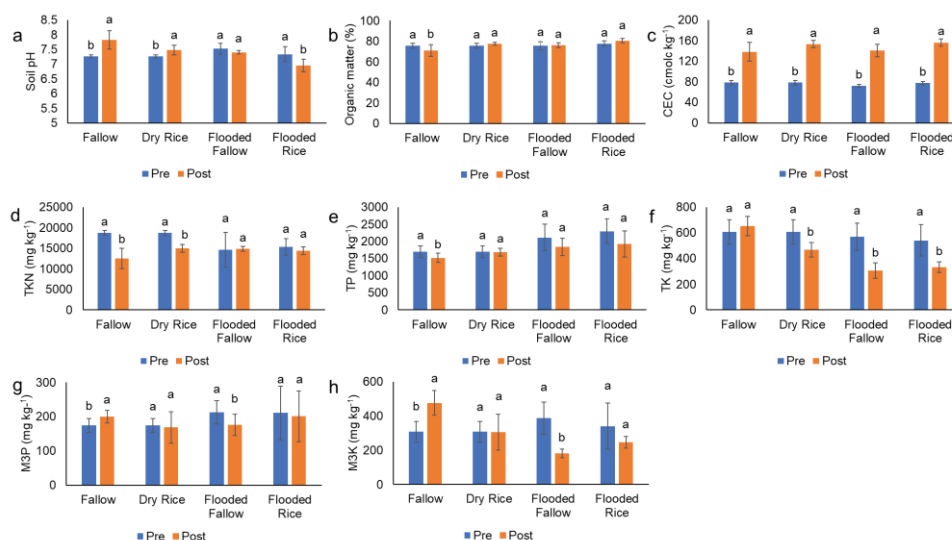 a
Soil pH
8.5
8
7.5
7
6.5
6
5.5
5
b a b a a a a b
Fallow Dry Rice Flooded Fallow Flooded Rice
Pre Post
b
Organic matter (%)
100
80
60
40
20
0
a b a a a a a a
Fallow Dry Rice Flooded Fallow Flooded Rice
Pre Post
c
CEC (cmolc kg-1)
160
120
80
40
0
b a b a b a b a
Fallow Dry Rice Flooded Fallow Flooded Rice
Pre Post
d
TKN (mg kg-1)
25000
20000
15000
10000
5000
0
a b a b a a a a
Fallow Dry Rice Flooded Fallow Flooded Rice
Pre Post
e
TP (mg kg-1)
3000
2500
2000
1500
1000
500
0
a b a a a a a a
Fallow Dry Rice Flooded Fallow Flooded Rice
Pre Post
f
TK (mg kg-1)
800
600
400
200
0
a a a b a b a b
Fallow Dry Rice Flooded Fallow Flooded Rice
Pre Post
g
M3P (mg kg-1)
300
200
100
0
b a a a a b a a
Fallow Dry Rice Flooded Fallow Flooded Rice
Pre Post
h
M3K (mg kg-1)
600
400
200
0
b a a a a b a a
Fallow Dry Rice Flooded Fallow Flooded Rice
Pre Post